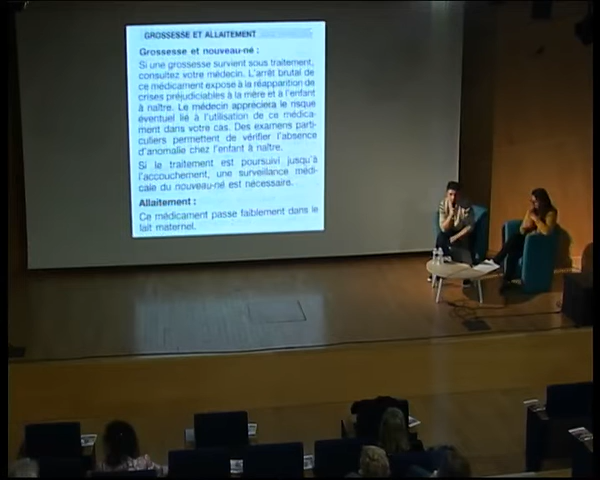 GROSSESSE ET ALLAITEMENT
Grossesse et nouveau-né :
Si une grossesse survient sous traitement,
consultez votre médecin. L'arrêt brutal de
ce médicament expose à la réapparition de
crises préjudiciables à la mère et à l'enfant
à naître. Le médecin appréciera le risque
éventuel lié à l'utilisation de ce médica-
ment dans votre cas. Des examens parti-
culiers permettent de vérifier l'absence
d'anomalie chez l'enfant à naître.
Si le traitement est poursuivi jusqu'à
l'accouchement, une surveillance médi-
cale du nouveau-né est nécessaire.
Allaitement :
Ce médicament passe faiblement dans le
lait maternel.